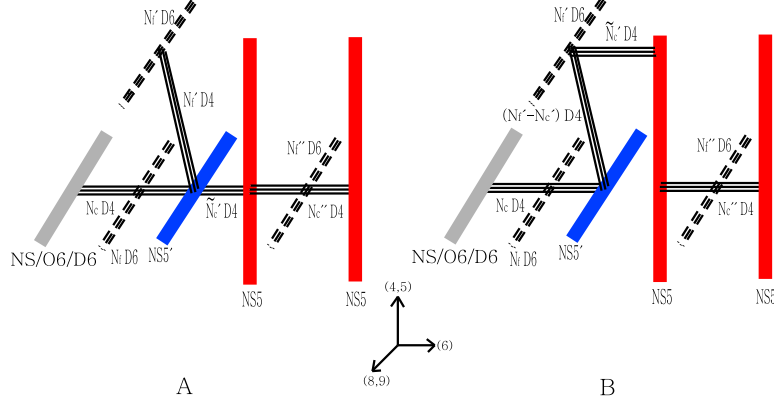 Nf´ D6
Nf´ D4
Nf´´ D6
Nc D4
Ñc´ D4
Nc´´ D4
NS/O6/D6
Nf D6
NS5´
NS5
NS5
A
(4,5)
(6)
(8,9)
Nf´ D6
Ñc´ D4
(Nf´-Nc´) D4
Nf´´ D6
Nc D4
Nc´´ D4
NS/O6/D6
Nf D6
NS5´
NS5
NS5
B